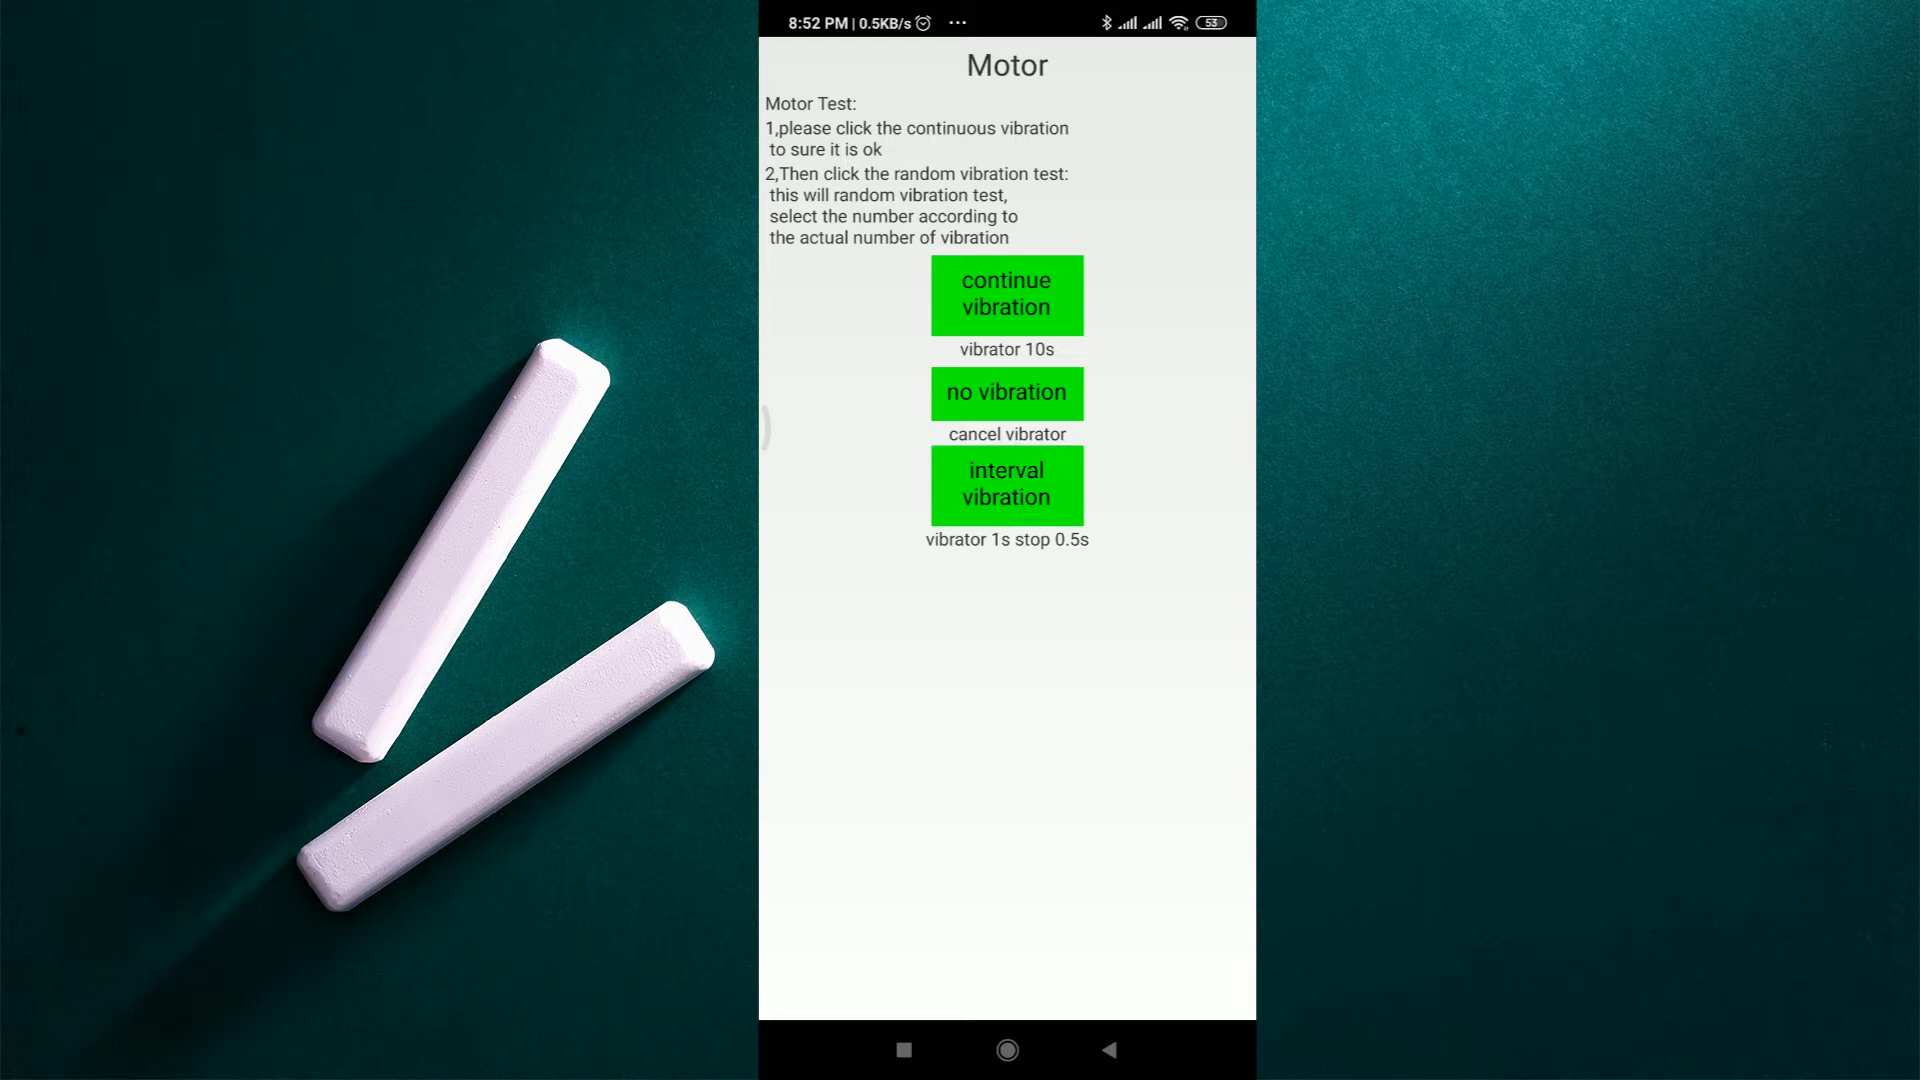 8:52 PM | 0.5KB/s ... 53
Motor
Motor Test:
1,please click the continuous vibration
to sure it is ok
2,Then click the random vibration test:
this will random vibration test,
select the number according to
the actual number of vibration
continue
vibration
vibrator 10s
no vibration
cancel vibrator
interval
vibration
vibrator 1s stop 0.5s